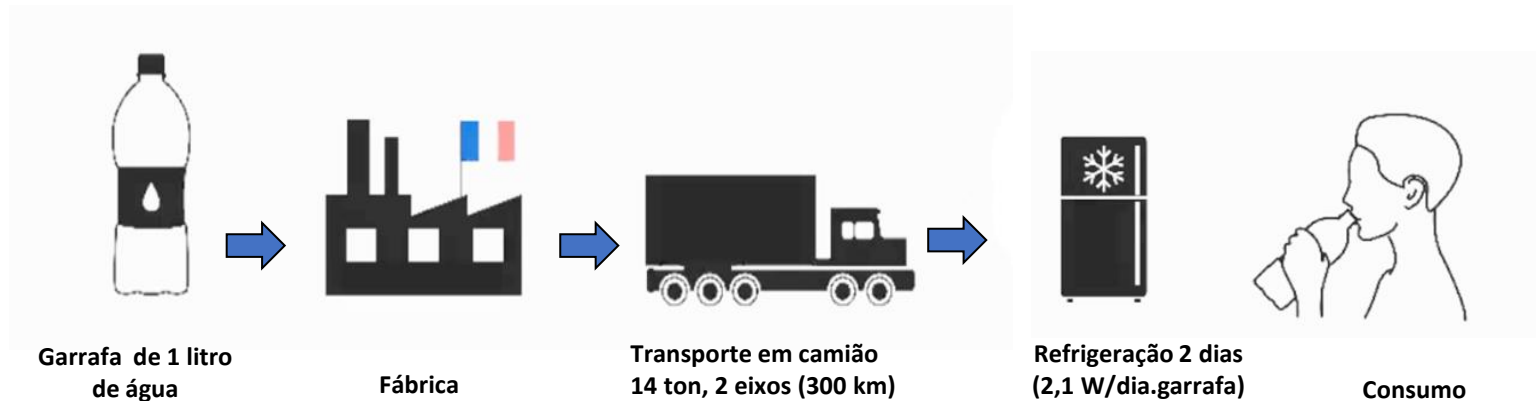 Garrafa de 1 litro
de água
Fábrica
Transporte em camião
14 ton, 2 eixos (300 km)
Refrigeração 2 dias
(2,1 W/dia.garrafa)
Consumo